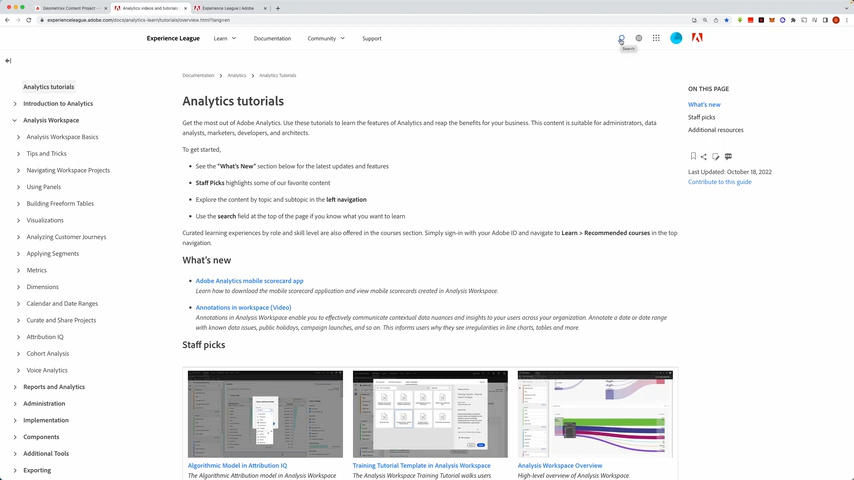 Geometrixx Content Project —
Analytics videos and tutorials
Experience League | Adobe
experienceleague.adobe.com/docs/analytics-learn/tutorials/overview.html?lang=en
Experience League
Learn
Documentation
Community
Support
Search
Documentation > Analytics > Analytics Tutorials
Analytics tutorials
Introduction to Analytics
Analysis Workspace
Analysis Workspace Basics
Tips and Tricks
Navigating Workspace Projects
Using Panels
Building Freeform Tables
Visualizations
Analyzing Customer Journeys
Applying Segments
Metrics
Dimensions
Calendar and Date Ranges
Curate and Share Projects
Attribution IQ
Cohort Analysis
Voice Analytics
Reports and Analytics
Administration
Implementation
Components
Additional Tools
Exporting
Analytics tutorials
Get the most out of Adobe Analytics. Use these tutorials to learn the features of Analytics and reap the benefits for your business. This content is suitable for administrators, data
analysts, marketers, developers, and architects.
To get started,
• See the "What's New" section below for the latest updates and features
• Staff Picks highlights some of our favorite content
• Explore the content by topic and subtopic in the left navigation
• Use the search field at the top of the page if you know what you want to learn
Curated learning experiences by role and skill level are also offered in the courses section. Simply sign-in with your Adobe ID and navigate to Learn > Recommended courses in the top
navigation.
What's new
• Adobe Analytics mobile scorecard app
Learn how to download the mobile scorecard application and view mobile scorecards created in Analysis Workspace.
• Annotations in workspace (Video)
Annotations in Analysis Workspace enable you to effectively communicate contextual data nuances and insights to your users across your organization. Annotate a date or date range
with known data issues, public holidays, campaign launches, and so on. This informs users why they see irregularities in line charts, tables and more.
Staff picks
Algorithmic Model in Attribution IQ
The Algorithmic Attribution model in Analysis Workspace
Training Tutorial Template in Analysis Workspace
The Analysis Workspace Training Tutorial walks users
Analysis Workspace Overview
High-level overview of Analysis Workspace.
ON THIS PAGE
What's new
Staff picks
Additional resources
Last Updated: October 18, 2022
Contribute to this guide